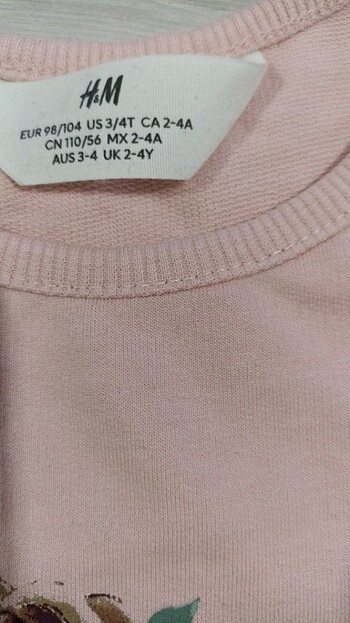 H&M
EUR 98/104 US 3/4T CA 2-4A
CN 110/56 MX 2-4A
AUS 3-4 UK 2-4Y